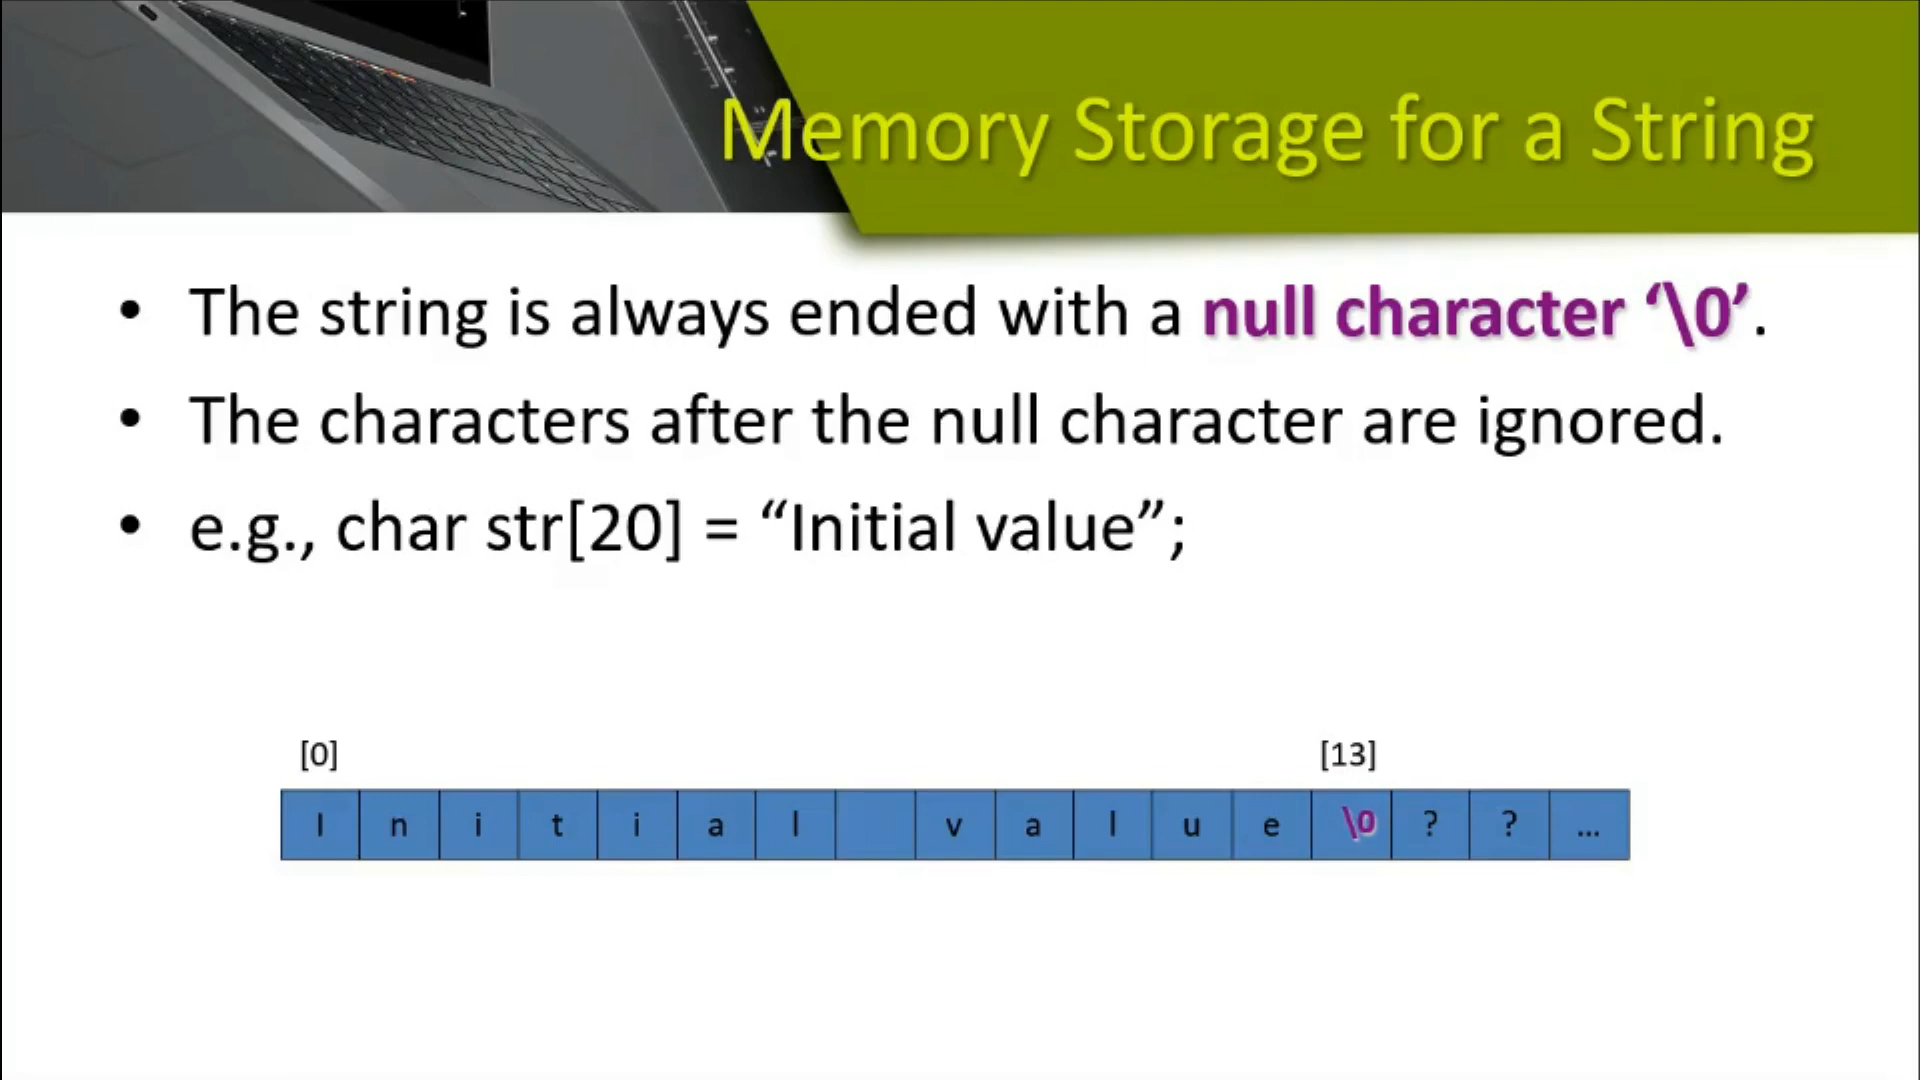 Memory Storage for a String
• The string is always ended with a null character ‘\0’.
• The characters after the null character are ignored.
• e.g., char str[20] = “Initial value”;
[0] [13]
I n i t i a l v a l u e \0 ? ? ...